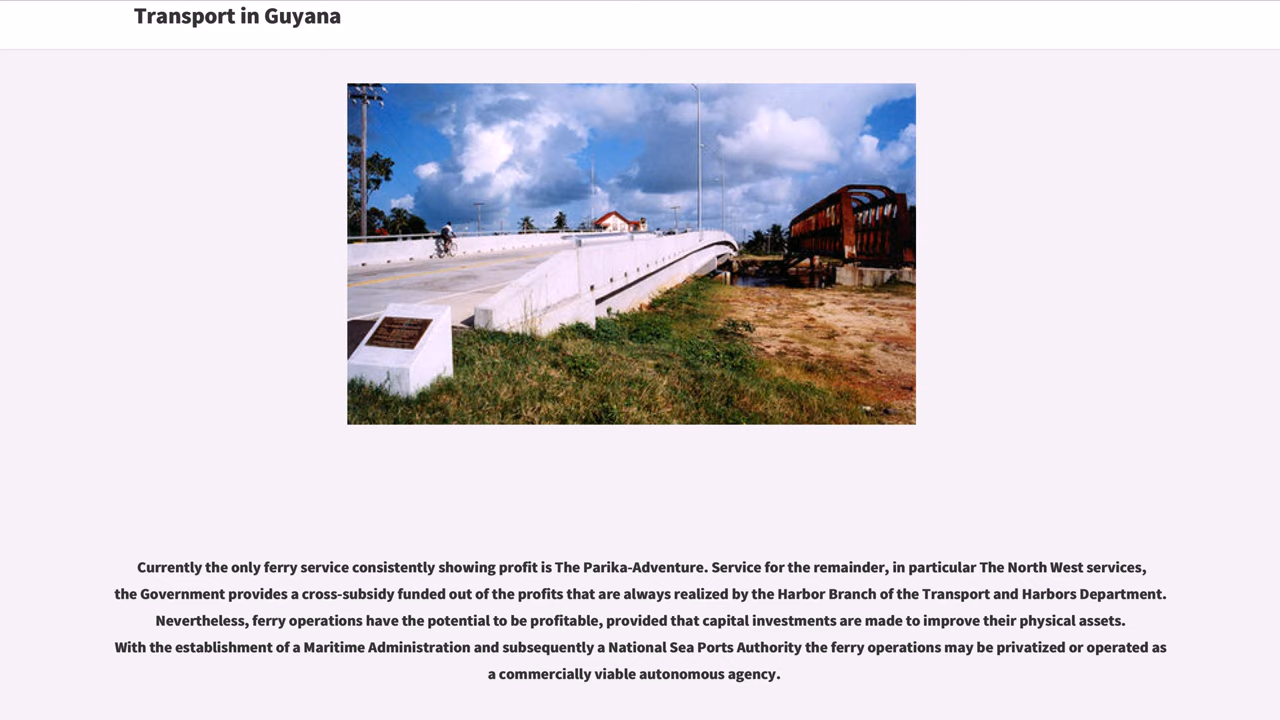 Transport in Guyana
Currently the only ferry service consistently showing profit is The Parika-Adventure. Service for the remainder, in particular The North West services,
the Government provides a cross-subsidy funded out of the profits that are always realized by the Harbor Branch of the Transport and Harbors Department.
Nevertheless, ferry operations have the potential to be profitable, provided that capital investments are made to improve their physical assets.
With the establishment of a Maritime Administration and subsequently a National Sea Ports Authority the ferry operations may be privatized or operated as
a commercially viable autonomous agency.